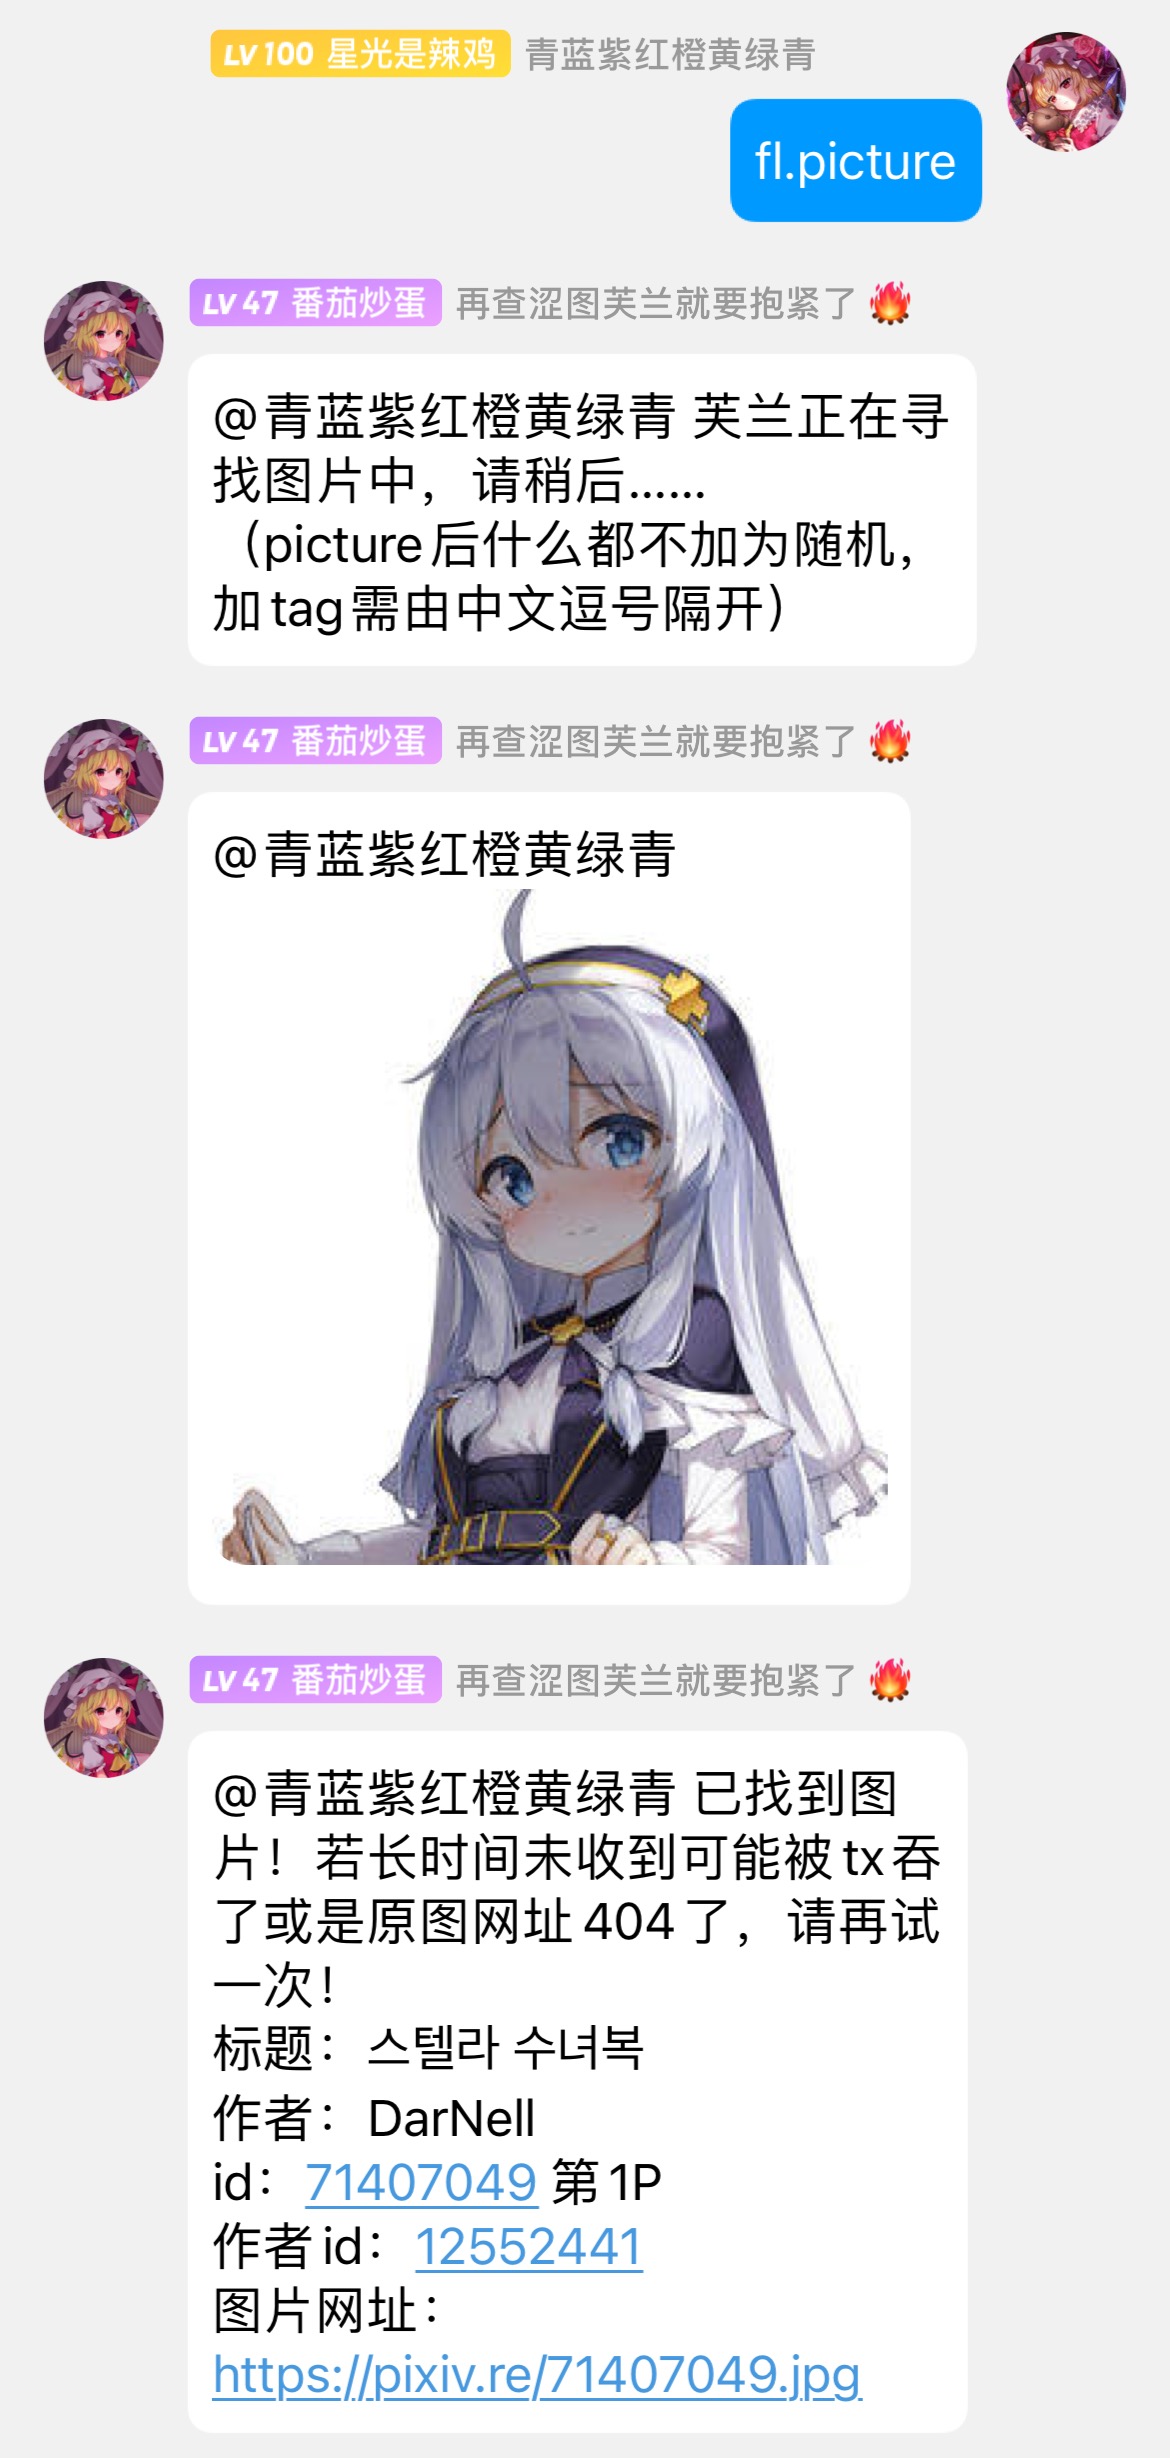 LV 100 星光是辣鸡 青蓝紫红橙黄绿青
fl.picture
LV 47 番茄炒蛋 再查涩图芙兰就要抱紧了🔥
@青蓝紫红橙黄绿青 芙兰正在寻
找图片中，请稍后......
（picture后什么都不加为随机，
加tag需由中文逗号隔开）
LV 47 番茄炒蛋 再查涩图芙兰就要抱紧了🔥
@青蓝紫红橙黄绿青
LV 47 番茄炒蛋 再查涩图芙兰就要抱紧了🔥
@青蓝紫红橙黄绿青 已找到图
片！若长时间未收到可能被tx吞
了或是原图网址404了，请再试
一次！
标题：스텔라 수녀복
作者：DarNell
id：71407049 第1P
作者id：12552441
图片网址：
https://pixiv.re/71407049.jpg